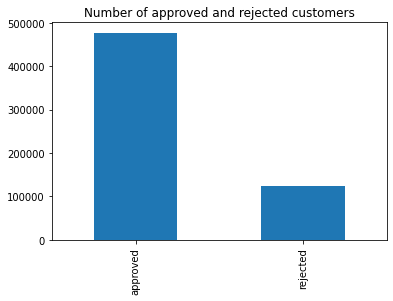 Number of approved and rejected customers
500000
400000
300000
200000
100000
0
approved
rejected